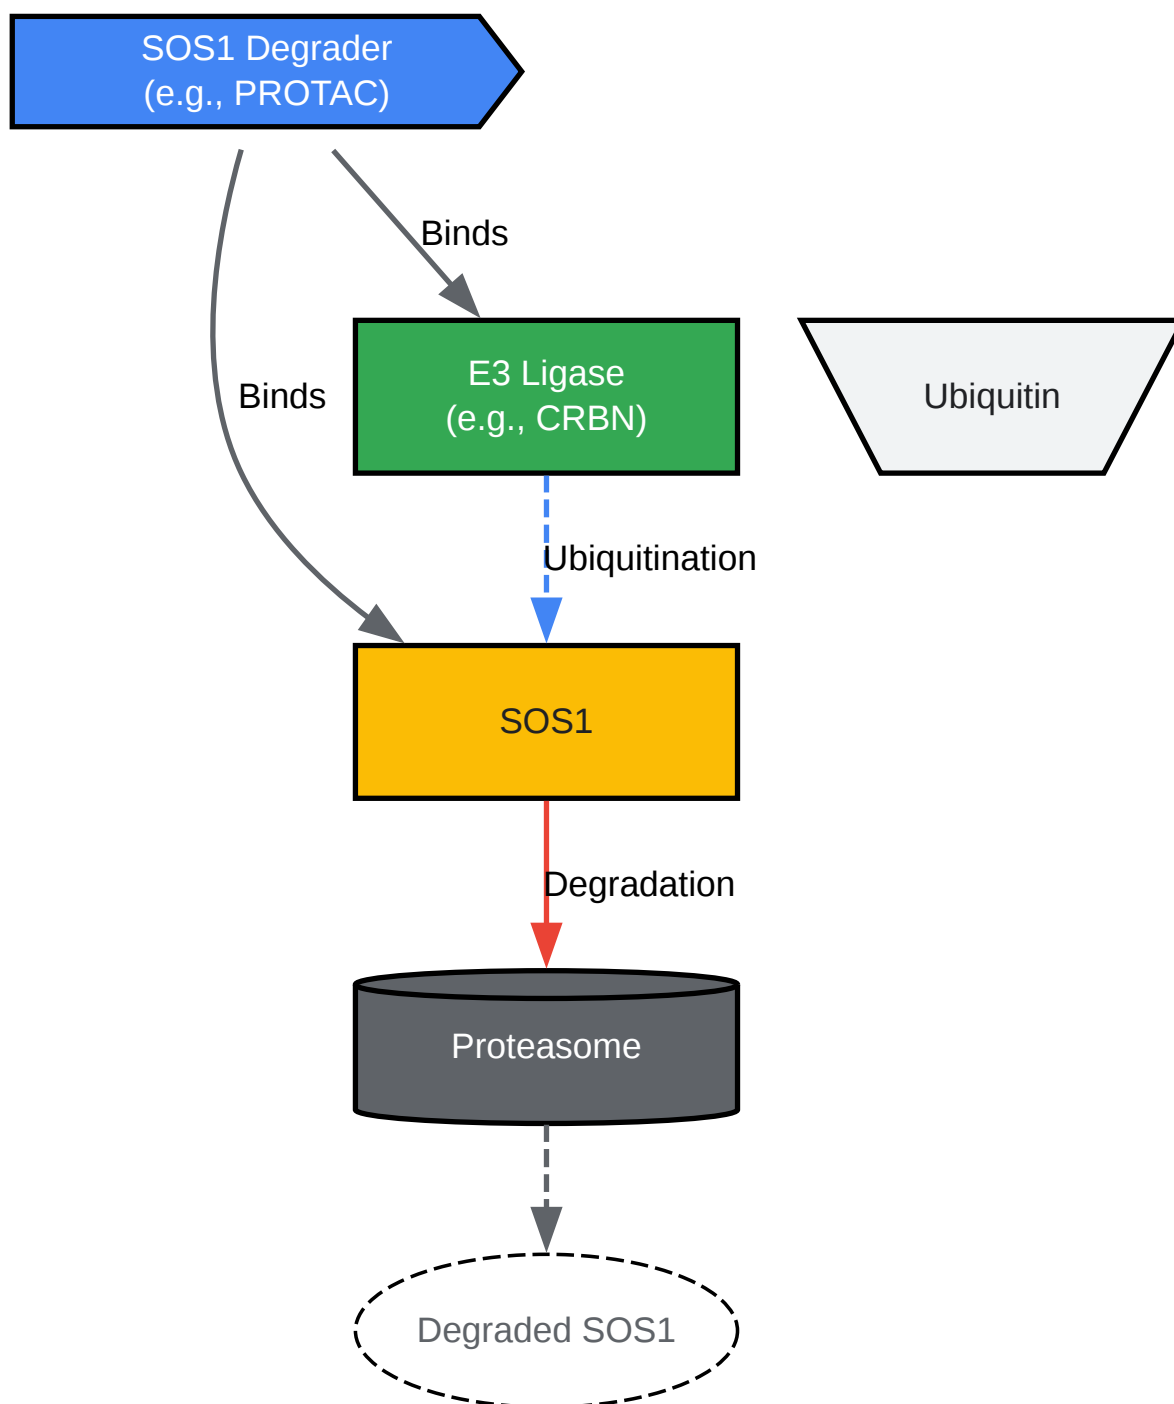 SOS1 Degrader
(e.g., PROTAC)
Binds
E3 Ligase
(e.g., CRBN)
Ubiquitin
Binds
Ubiquitination
SOS1
Degradation
Proteasome
Degraded SOS1